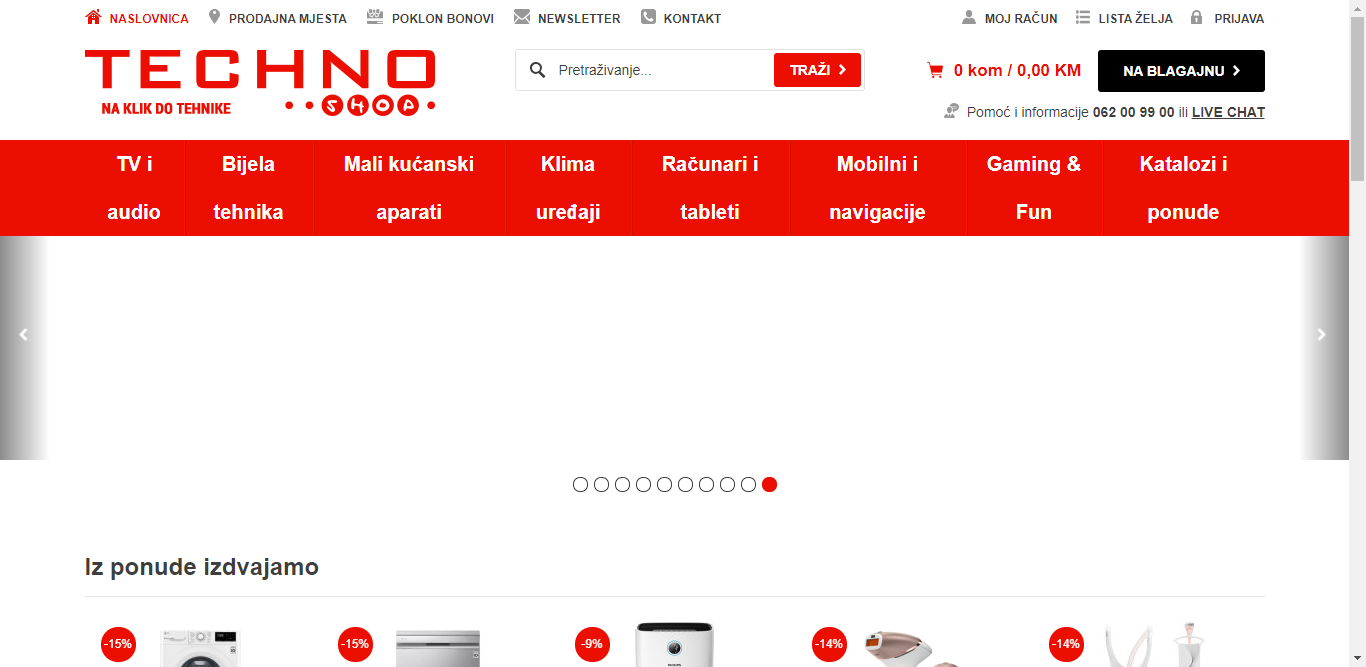 NASLOVNICA PRODAJNA MJESTA POKLON BONOVI NEWSLETTER KONTAKT MOJ RAČUN LISTA ŽELJA PRIJAVA
TECHNO
NA KLIK DO TEHNIKE SHOP
Pretraživanje... TRAŽI
0 kom / 0,00 KM NA BLAGAJNU
Pomoć i informacije 062 00 99 00 ili LIVE CHAT
TV i audio
Bijela tehnika
Mali kućanski aparati
Klima uređaji
Računari i tableti
Mobilni i navigacije
Gaming & Fun
Katalozi i ponude
Iz ponude izdvajamo
-15% -15% -9% -14% -14%